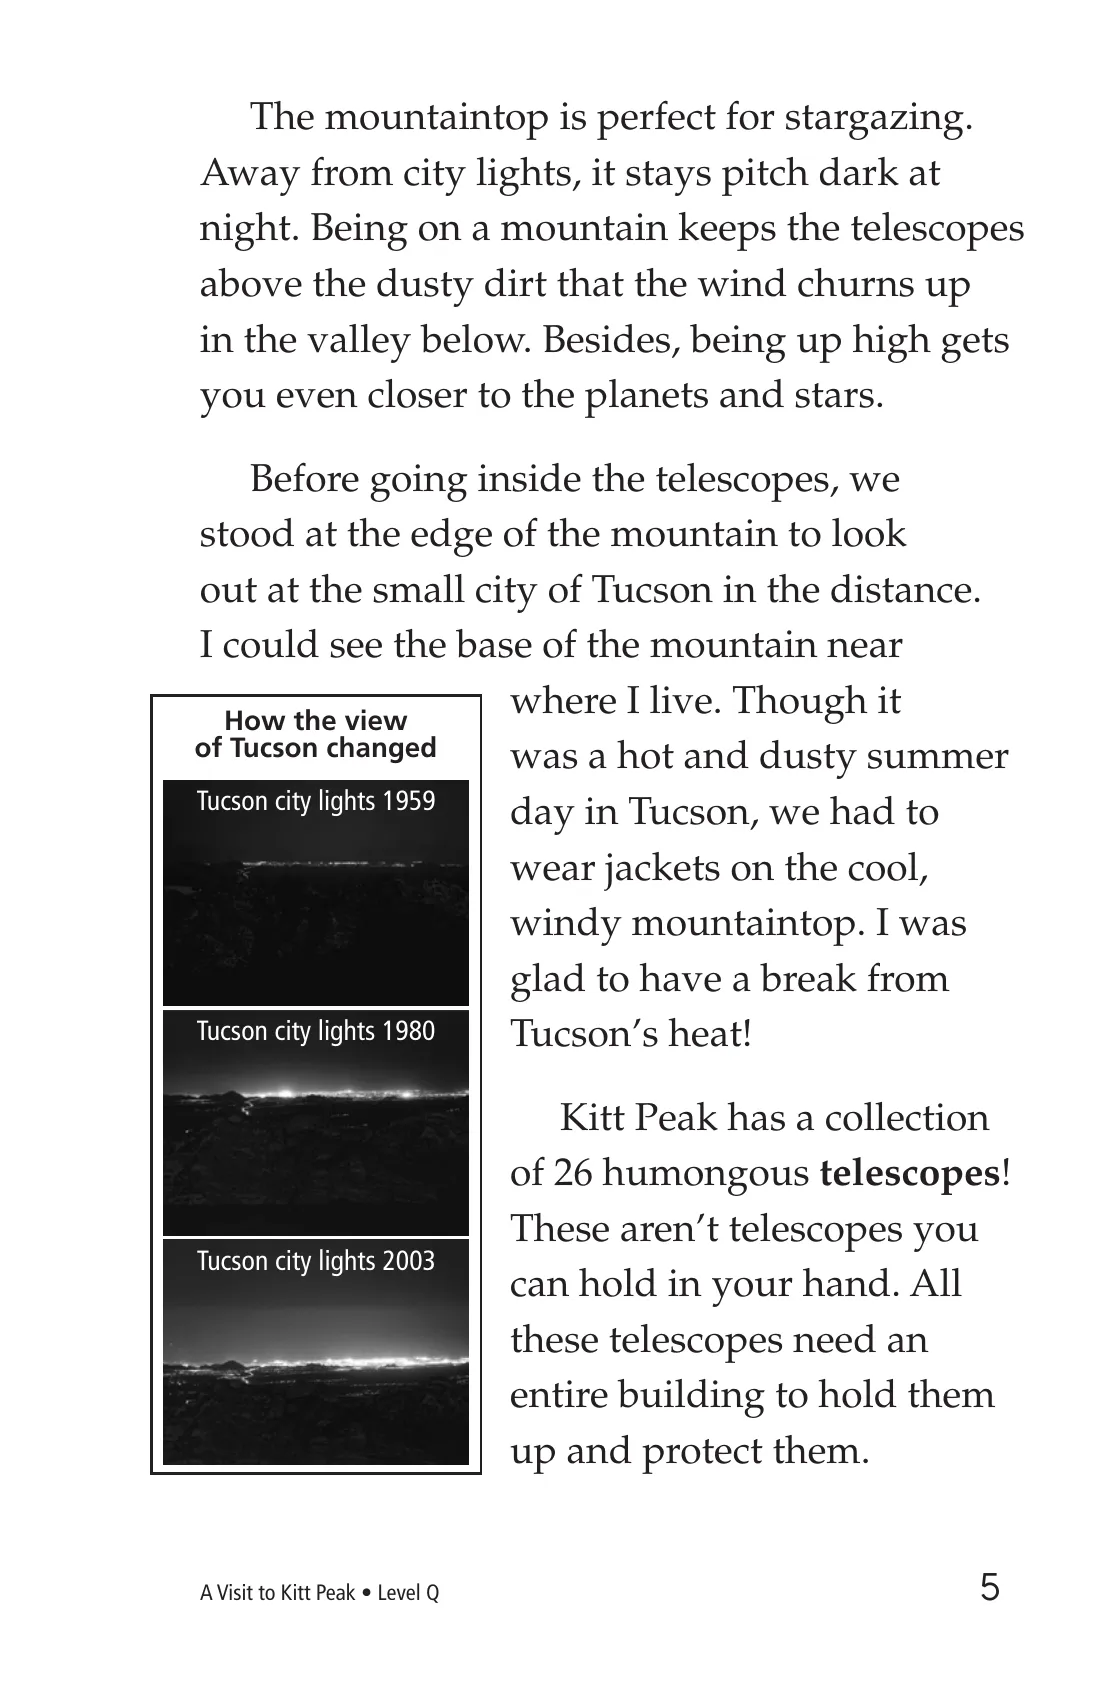 The mountaintop is perfect for stargazing.
Away from city lights, it stays pitch dark at
night. Being on a mountain keeps the telescopes
above the dusty dirt that the wind churns up
in the valley below. Besides, being up high gets
you even closer to the planets and stars.
Before going inside the telescopes, we
stood at the edge of the mountain to look
out at the small city of Tucson in the distance.
I could see the base of the mountain near
where I live. Though it
was a hot and dusty summer
day in Tucson, we had to
wear jackets on the cool,
windy mountaintop. I was
glad to have a break from
Tucson’s heat!
Kitt Peak has a collection
of 26 humongous telescopes!
These aren’t telescopes you
can hold in your hand. All
these telescopes need an
entire building to hold them
up and protect them.
How the view
of Tucson changed
Tucson city lights 1959
Tucson city lights 1980
Tucson city lights 2003
A Visit to Kitt Peak • Level Q
5